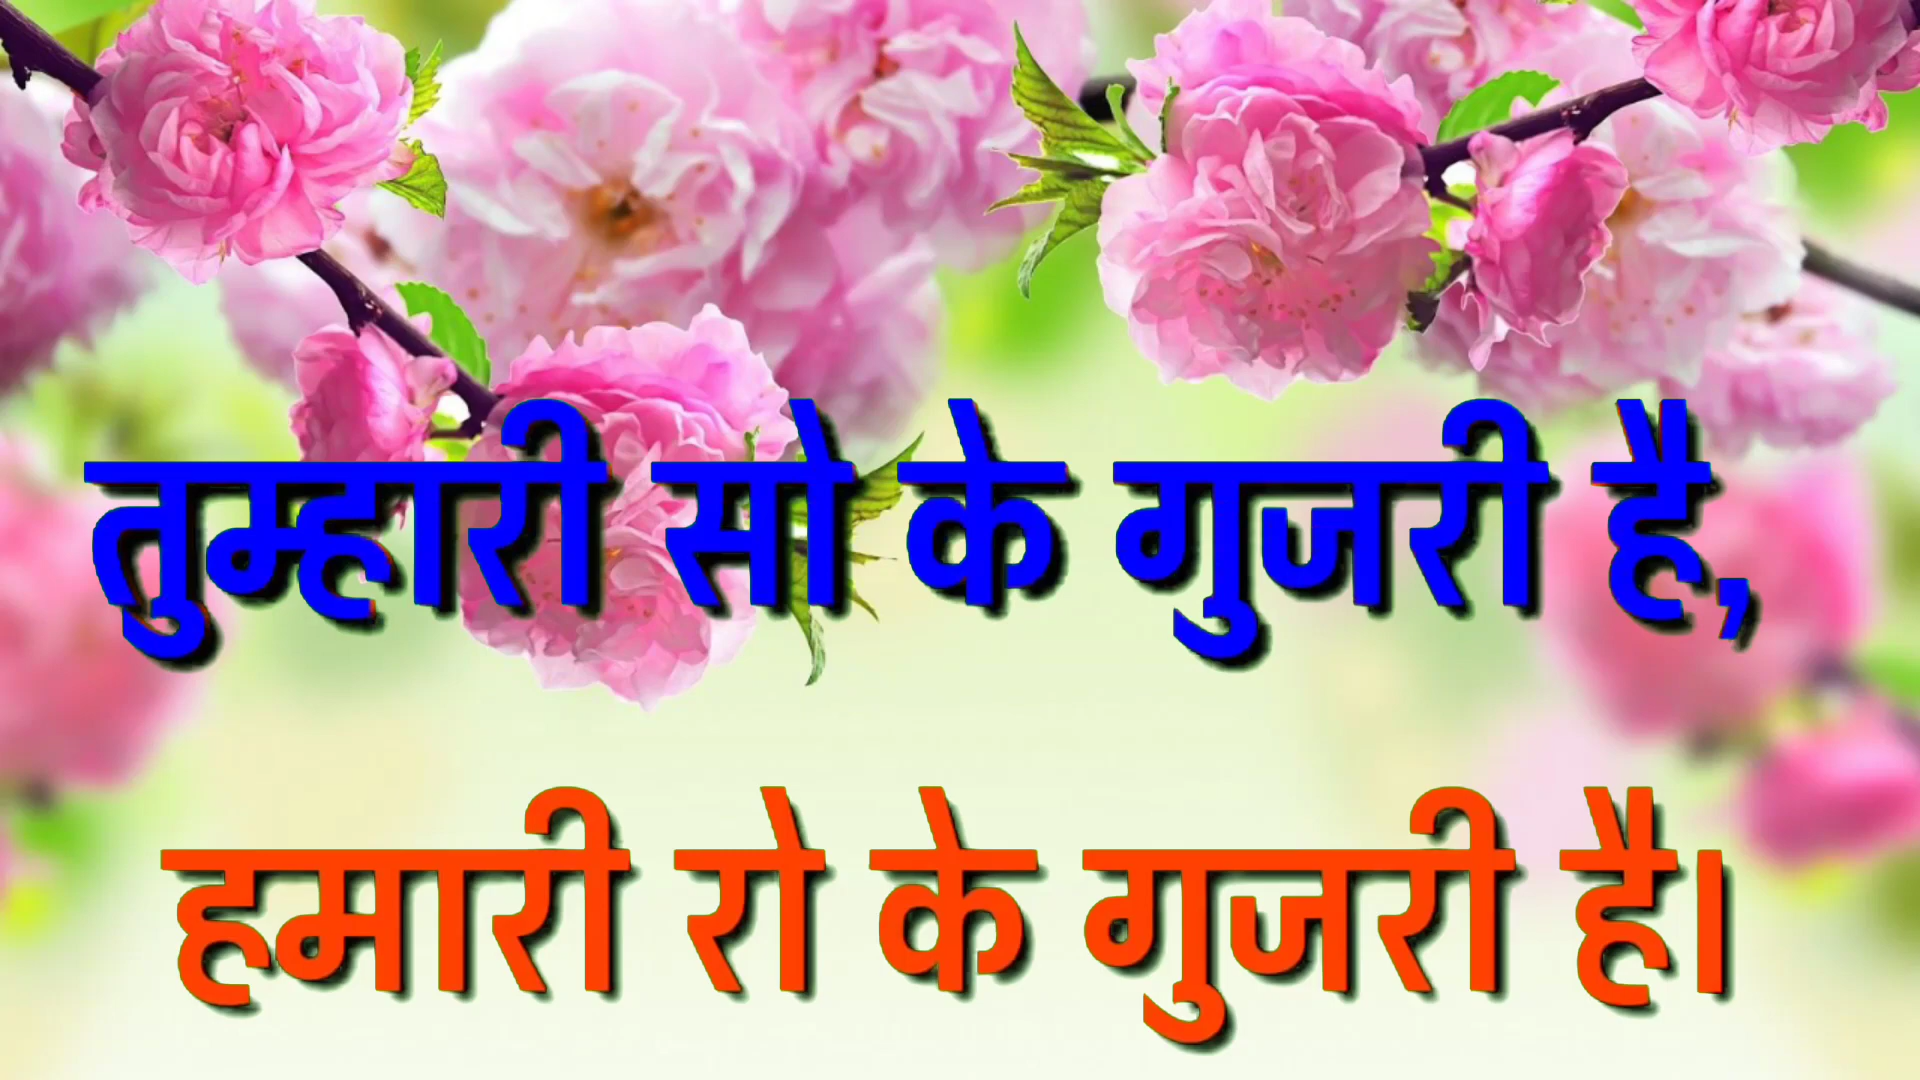 तुम्हारी सो के गुजरी है,
हमारी रो के गुजरी है।